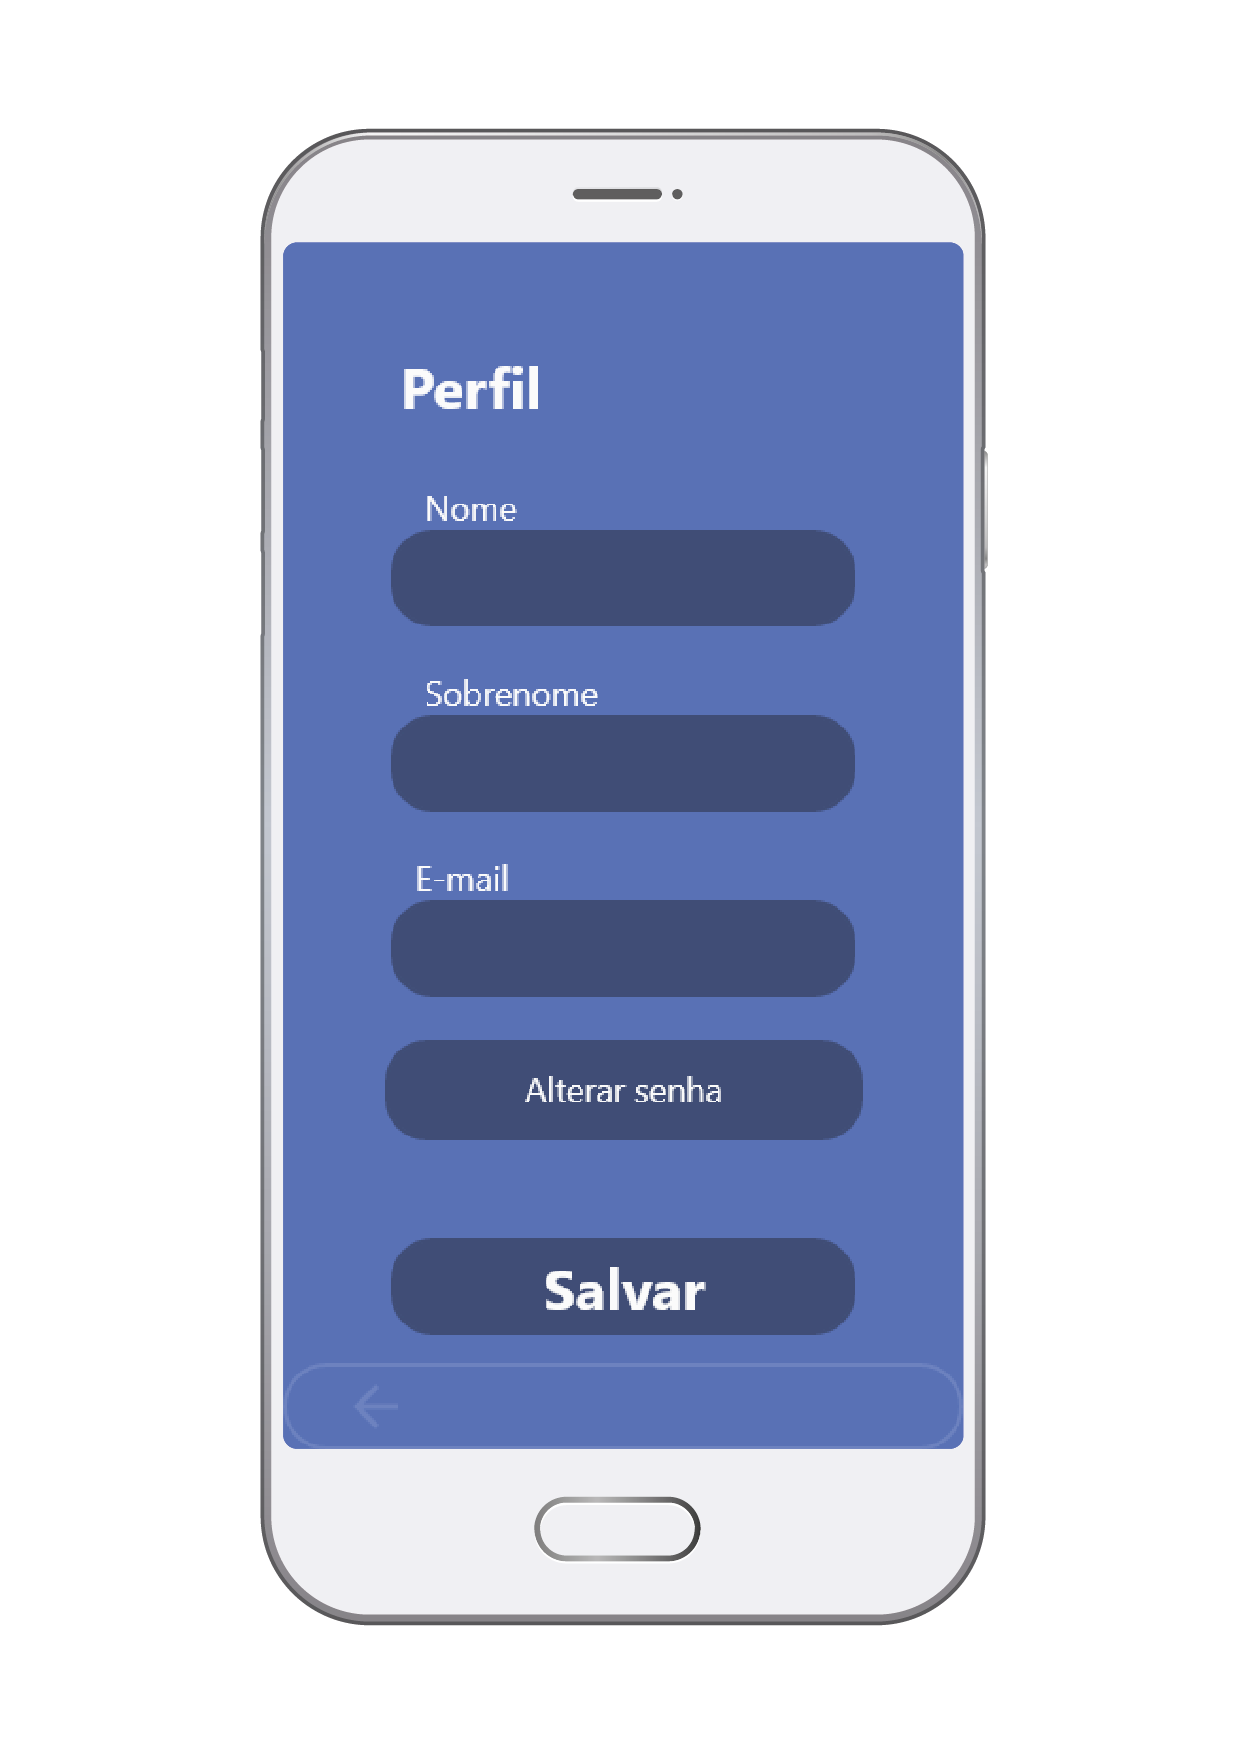 Perfil
Nome
Sobrenome
E-mail
Alterar senha
Salvar